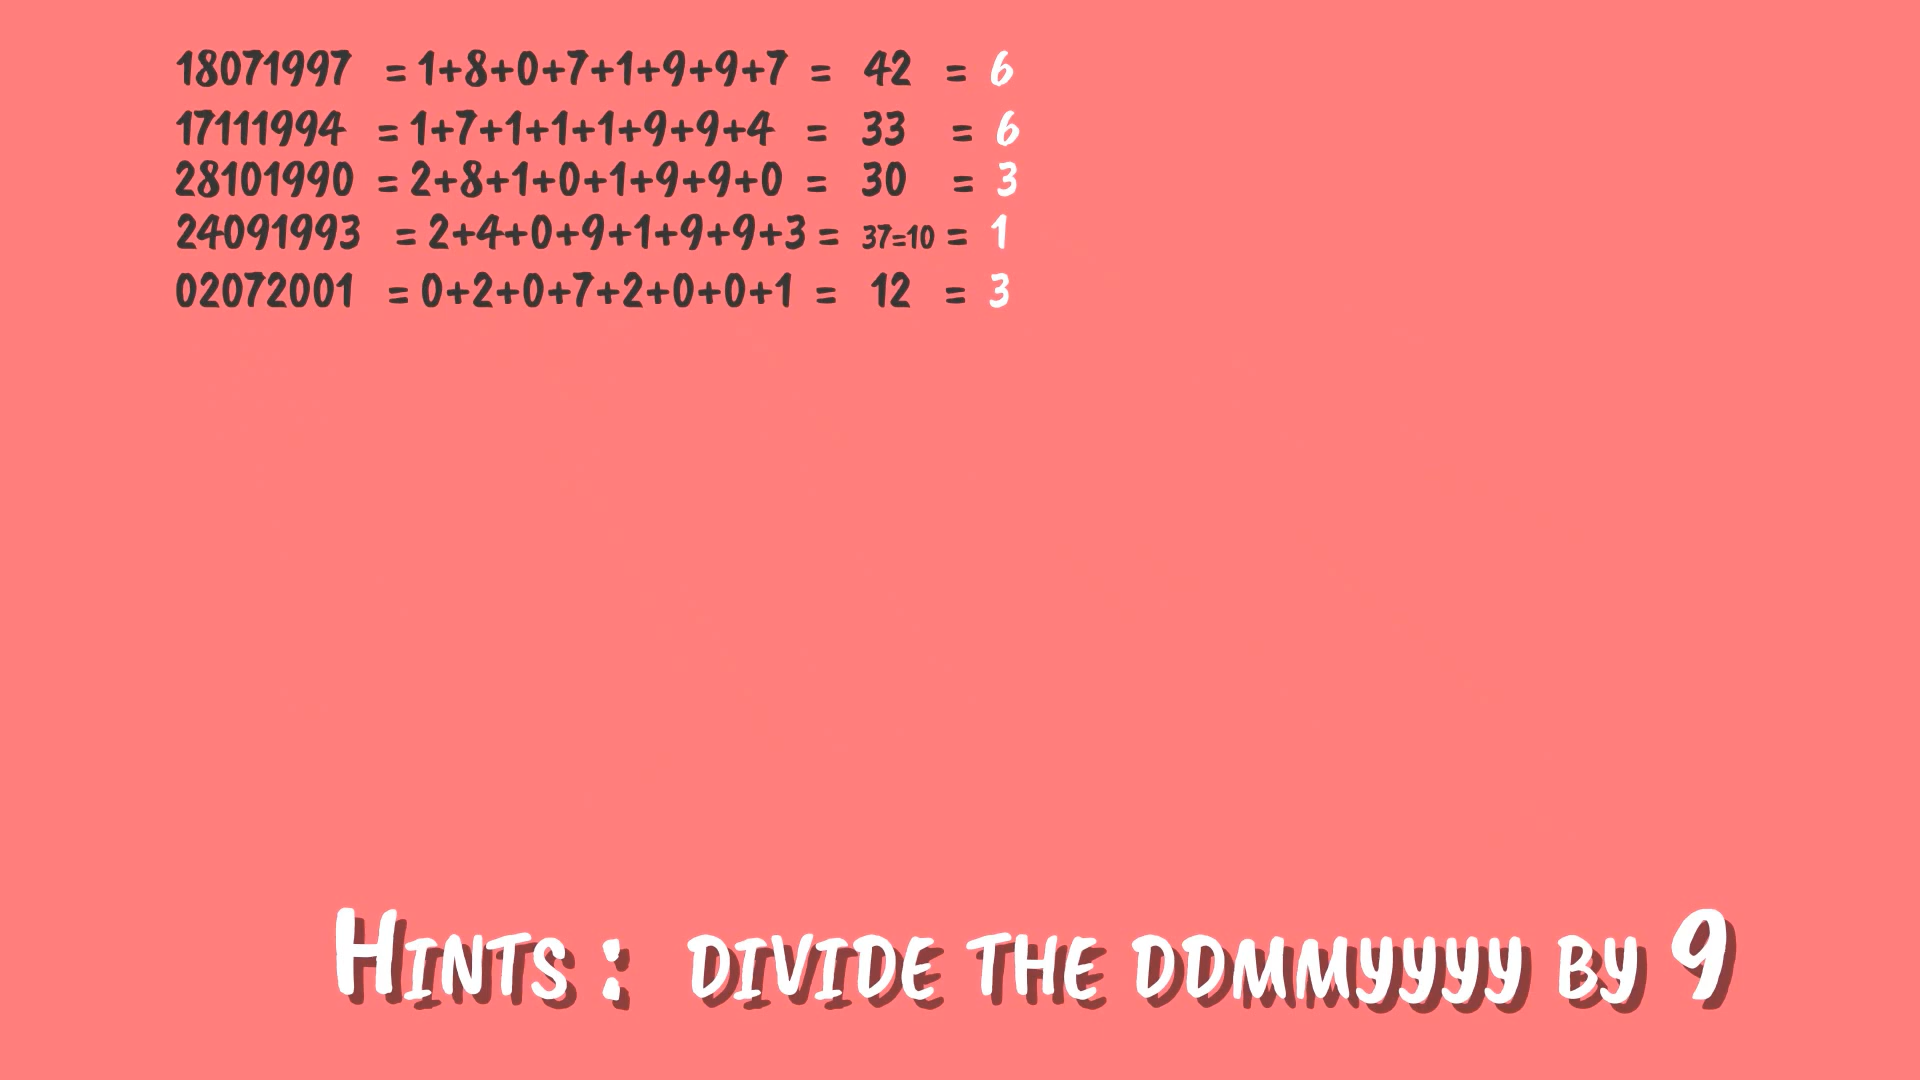 18071997 = 1+8+0+7+1+9+9+7 = 42 = 6
17111994 = 1+7+1+1+1+9+9+4 = 33 = 6
28101990 = 2+8+1+0+1+9+9+0 = 30 = 3
24091993 = 2+4+0+9+1+9+9+3 = 37=10 = 1
02072001 = 0+2+0+7+2+0+0+1 = 12 = 3
Hints : divide the ddmmyyyy by 9